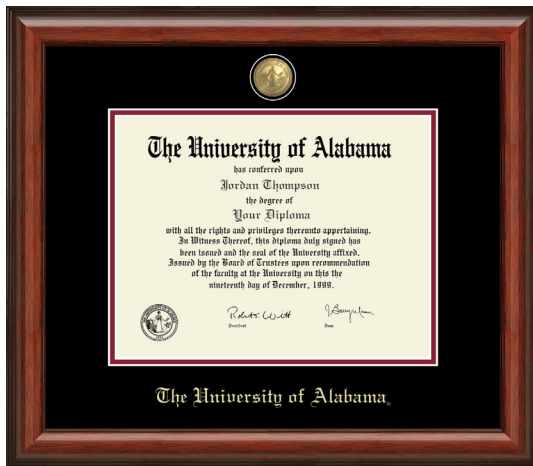 The University of Alabama
has conferred upon
Jordan Thompson
the degree of
Your Diploma
with all the rights and privileges thereunto appertaining.
In Witness Thereof, this diploma duly signed has
been issued and the seal of the University affixed.
Issued by the Board of Trustees upon recommendation
of the faculty at the University on this the
nineteenth day of December, 1999.
Robert E. Witt
President
Dean
The University of Alabama®